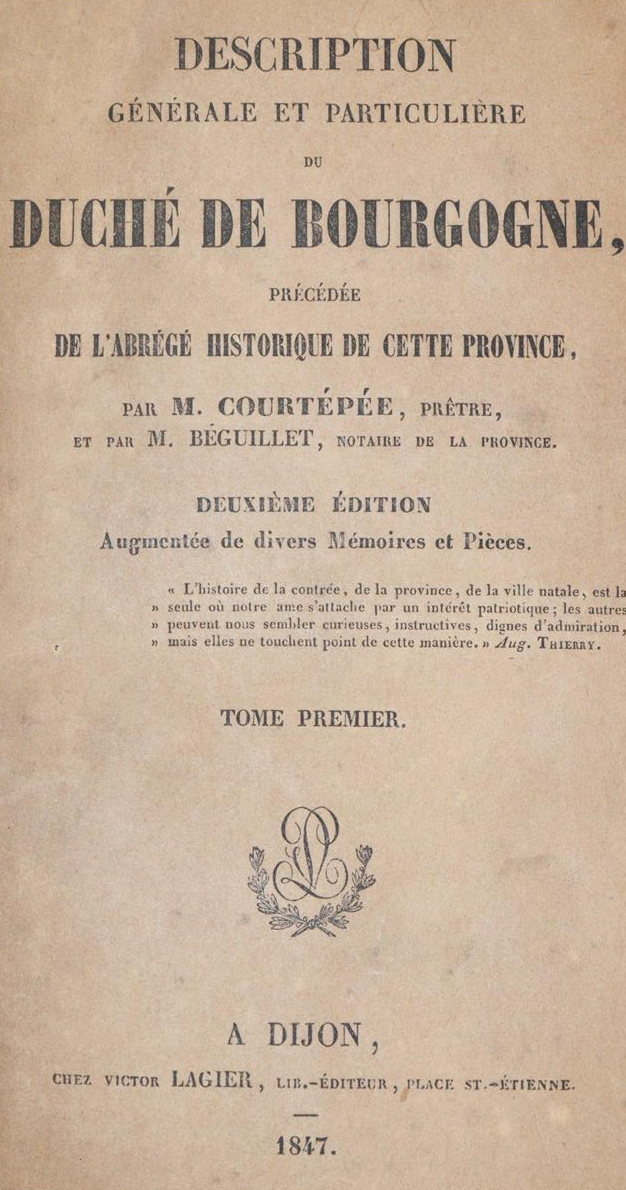 DESCRIPTION
GÉNÉRALE ET PARTICULIÈRE
DU
DUCHÉ DE BOURGOGNE,
PRÉCÉDÉE
DE L'ABRÉGÉ HISTORIQUE DE CETTE PROVINCE,
PAR M. COURTÉPÉE, PRÊTRE,
ET PAR M. BÉGUILLET, NOTAIRE DE LA PROVINCE.
DEUXIÈME ÉDITION
Augmentée de divers Mémoires et Pièces.
« L'histoire de la contrée, de la province, de la ville natale, est la
» seule où notre ame s'attache par un intérêt patriotique; les autres
» peuvent nous sembler curieuses, instructives, dignes d'admiration,
» mais elles ne touchent point de cette manière. » Aug. THIERRY.
TOME PREMIER.
A DIJON,
CHEZ VICTOR LAGIER, LIB.-ÉDITEUR, PLACE ST.-ÉTIENNE.
1847.